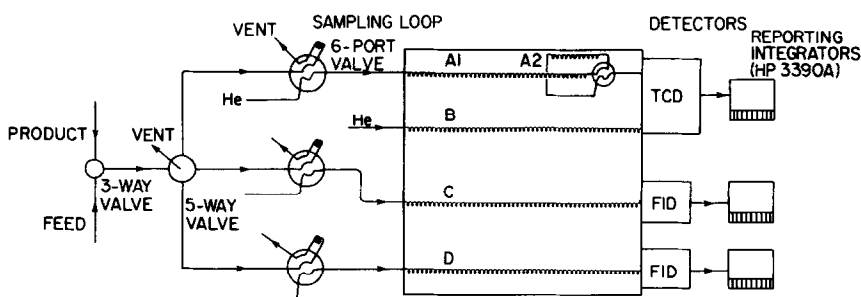 SAMPLING LOOP
VENT
6-PORT
VALVE
DETECTORS
REPORTING
INTEGRATORS
(HP 3390A)
A1
A2
He
TCD
He
B
PRODUCT
VENT
3-WAY
VALVE
5-WAY
VALVE
FEED
C
FID
D
FID